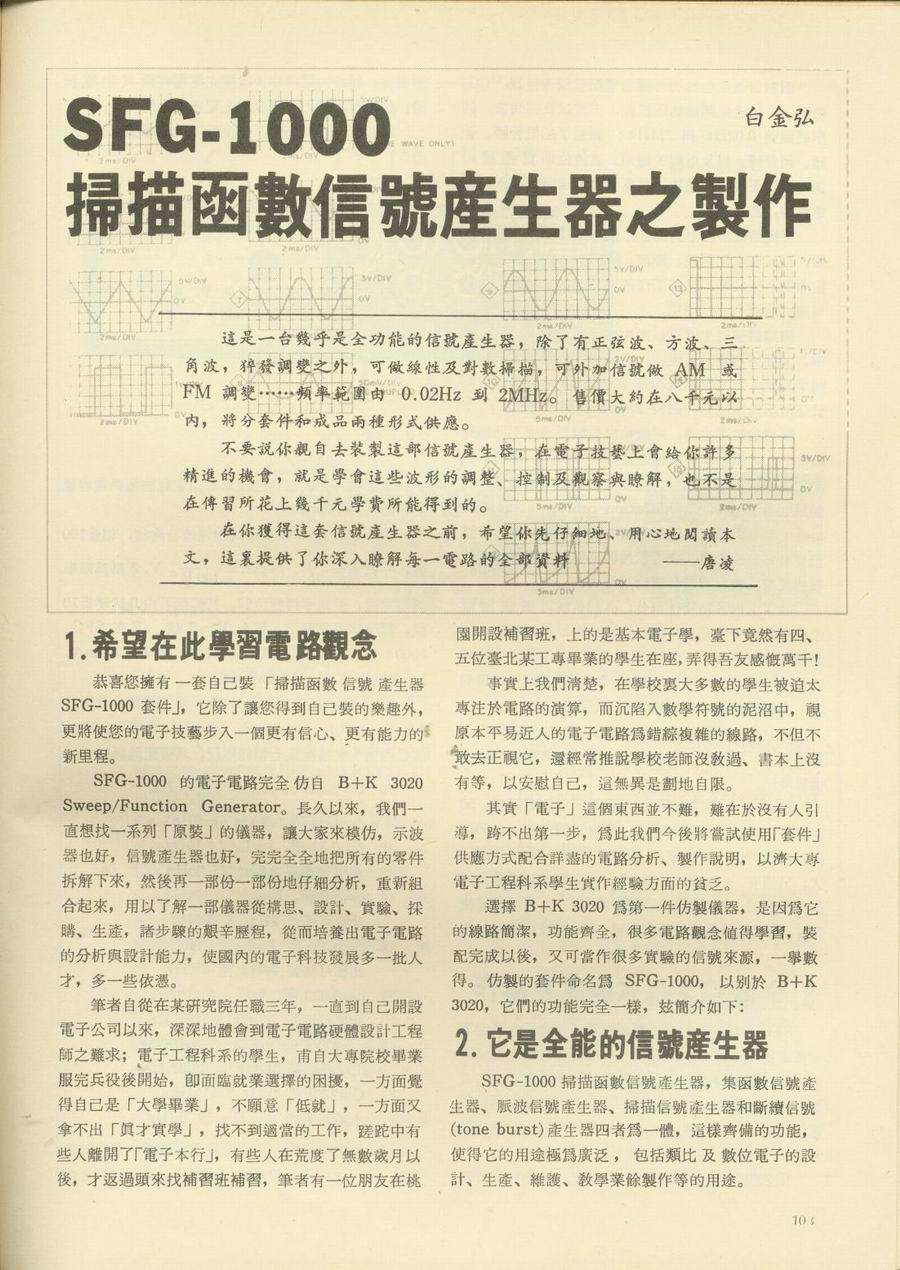 SFG-1000
白金弘
掃描函數信號産生器之製作
這是一台幾乎是全功能的信號產生器，除了有正弦波、方波、三
角波，猝發調變之外，可做線性及對數掃描，可外加信號做 AM 或
FM 調變……頻率範圍由 0.02Hz 到 2MHz。售價大約在八千元以
內，將分套件和成品兩種形式供應。
不要說你親自去裝製這部信號產生器，在電子技藝上會給你許多
精進的機會，就是學會這些波形的調整、控制及觀察與瞭解，也不是
在傳習所花上幾千元學費所能得到的。
在你獲得這套信號產生器之前，希望你先仔細地、用心地閱讀本
文，這裏提供了你深入瞭解每一電路的全部資料 ——唐凌
1.希望在此學習電路觀念
恭喜您擁有一套自己裝「掃描函數信號產生器
SFG-1000 套件」，它除了讓您得到自己裝的樂趣外，
更將使您的電子技藝步入一個更有信心、更有能力的
新里程。
SFG-1000 的電子電路完全仿自 B+K 3020
Sweep/Function Generator。長久以來，我們一
直想找一系列「原裝」的儀器，讓大家來模仿，示波
器也好，信號產生器也好，完完全全地把所有的零件
拆解下來，然後再一部份一部份地仔細分析，重新組
合起來，用以了解一部儀器從構思、設計、實驗、採
購、生產，諸步驟的艱辛歷程，從而培養出電子電路
的分析與設計能力，使國內的電子科技發展多一批人
才，多一些依憑。
筆者自從在某研究院任職三年，一直到自己開設
電子公司以來，深深地體會到電子電路硬體設計工程
師之難求；電子工程科系的學生，甫自大專院校畢業
服完兵役後開始，卽面臨就業選擇的困擾，一方面覺
得自己是「大學畢業」，不願意「低就」，一方面又
拿不出「眞才實學」，找不到適當的工作，蹉跎中有
些人離開了「電子本行」，有些人在荒度了無數歲月以
後，才返過頭來找補習班補習，筆者有一位朋友在桃
園開設補習班，上的是基本電子學，臺下竟然有四、
五位臺北某工專畢業的學生在座，弄得吾友感慨萬千！
事實上我們清楚，在學校裏大多數的學生被迫太
專注於電路的演算，而沉陷入數學符號的泥沼中，視
原本平易近人的電子電路爲錯綜複雜的線路，不但不
敢去正視它，還經常推說學校老師沒教過、書本上沒
有等，以安慰自己，這無異是劃地自限。
其實「電子」這個東西並不難，難在於沒有人引
導，跨不出第一步，爲此我們今後將嘗試使用「套件」
供應方式配合詳盡的電路分析、製作說明，以濟大專
電子工程科系學生實作經驗方面的貧乏。
選擇 B+K 3020 爲第一件仿製儀器，是因爲它
的線路簡潔，功能齊全，很多電路觀念值得學習，裝
配完成以後，又可當作很多實驗的信號來源，一舉數
得。仿製的套件命名爲 SFG-1000，以別於 B+K
3020，它們的功能完全一樣，茲簡介如下：
2.它是全能的信號産生器
SFG-1000 掃描函數信號產生器，集函數信號產
生器、脈波信號產生器、掃描信號產生器和斷續信號
(tone burst)產生器四者爲一體，這樣齊備的功能，
使得它的用途極爲廣泛，包括類比及數位電子的設
計、生產、維護、教學業餘製作等的用途。